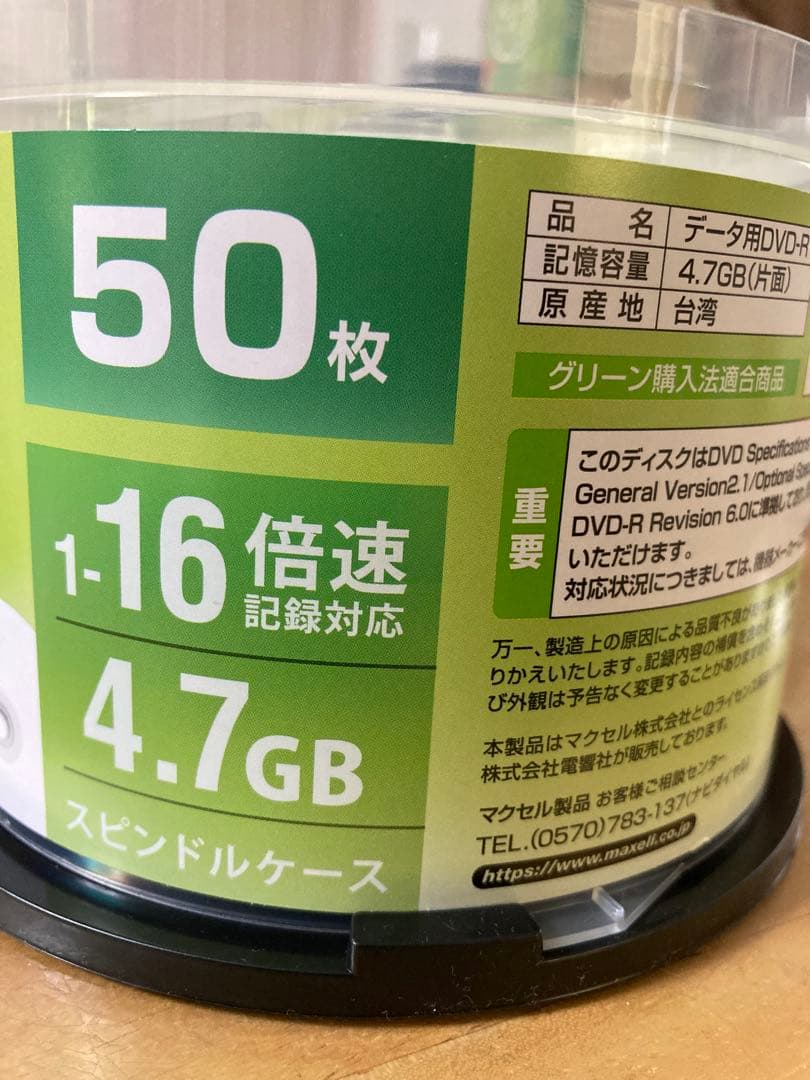 50枚
1-16倍速
記録対応
4.7GB
スピンドルケース
品 名 データ用DVD-R
記憶容量 4.7GB(片面)
原産地 台湾
グリーン購入法適合商品
重要
このディスクはDVD Specifications
General Version2.1/Optional
DVD-R Revision 6.0に準拠して
いただけます。
対応状況につきましては、機器メーカー
万一、製造上の原因による品質不良が
りかえいたします。記録内容の補償を
び外観は予告なく変更することがあります
本製品はマクセル株式会社とのライセンス
株式会社電響社が販売しております。
マクセル製品 お客様ご相談センター
TEL.(0570)783-137(ナビダイヤル)
https://www.maxell.co.jp